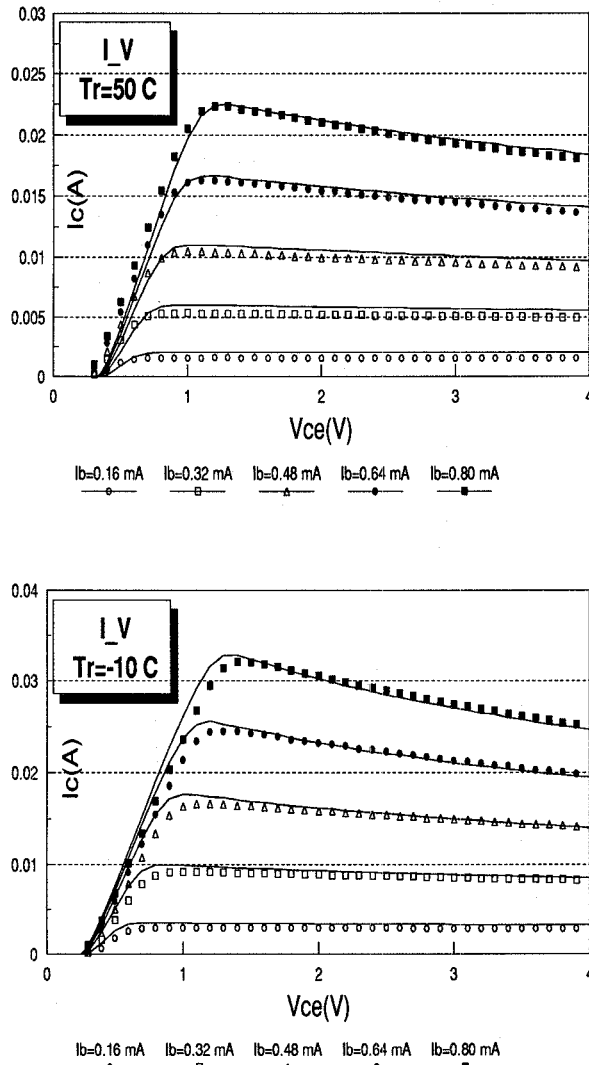 0.03
I_V
Tr=50 C
0.025
0.02
0.015
0.01
0.005
0
Ic(A)
0 1 2 3 4
Vce(V)
Ib=0.16 mA Ib=0.32 mA Ib=0.48 mA Ib=0.64 mA Ib=0.80 mA
0.04
I_V
Tr=-10 C
0.03
0.02
0.01
0
Ic(A)
0 1 2 3 4
Vce(V)
Ib=0.16 mA Ib=0.32 mA Ib=0.48 mA Ib=0.64 mA Ib=0.80 mA